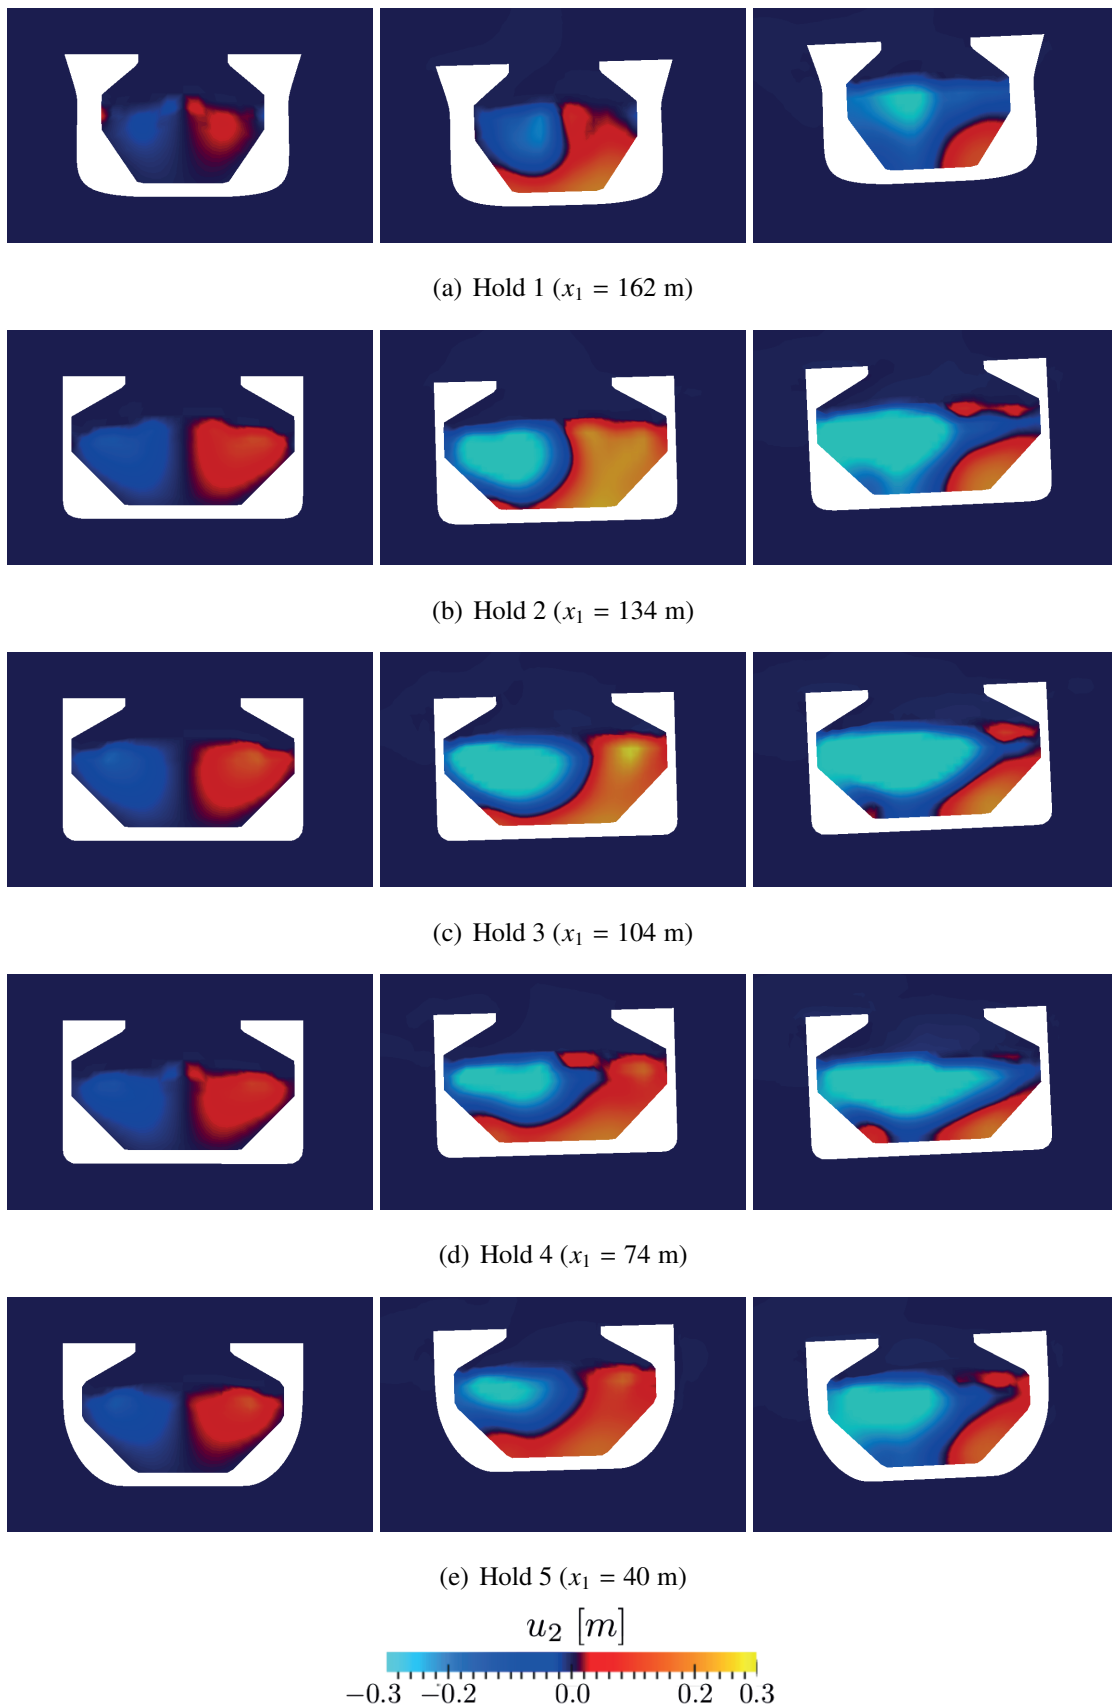 (a) Hold 1 (x₁ = 162 m)
(b) Hold 2 (x₁ = 134 m)
(c) Hold 3 (x₁ = 104 m)
(d) Hold 4 (x₁ = 74 m)
(e) Hold 5 (x₁ = 40 m)
u₂ [m]
−0.3 −0.2 0.0 0.2 0.3